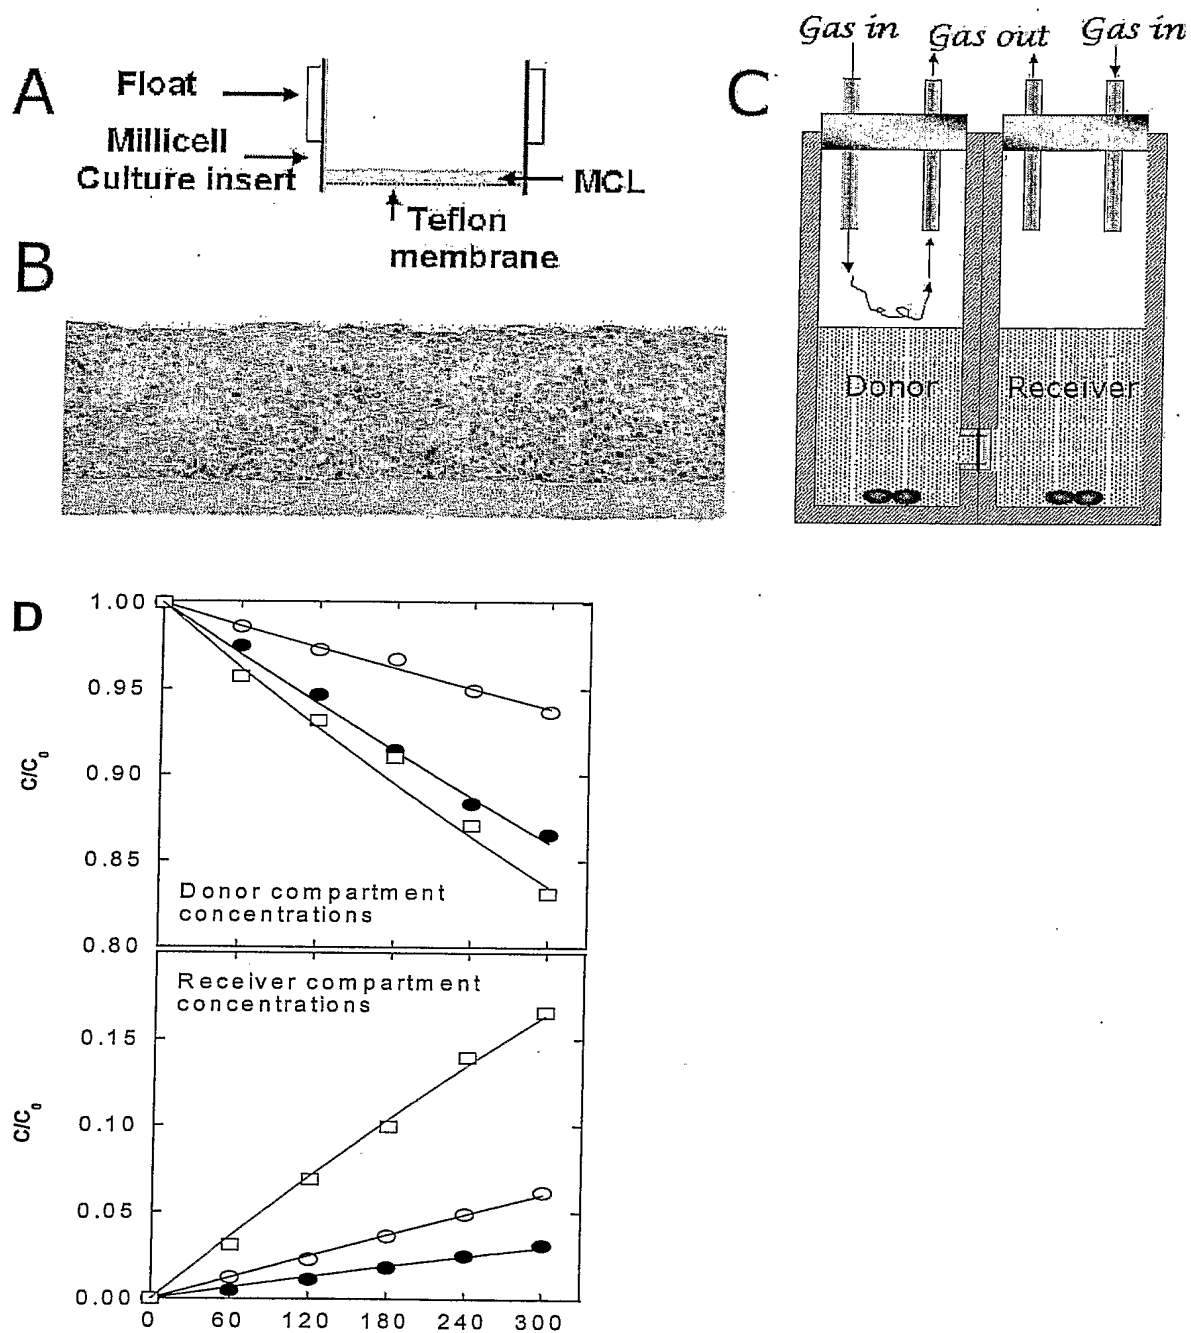 A
Float
Millicell
Culture insert
MCL
Teflon
membrane
B
C
Gas in
Gas out
Gas in
Donor
Receiver
D
1.00
0.95
0.90
0.85
0.80
C/C0
Donor compartment
concentrations
Receiver compartment
concentrations
0.15
0.10
0.05
0.00
C/C0
0 60 120 180 240 300